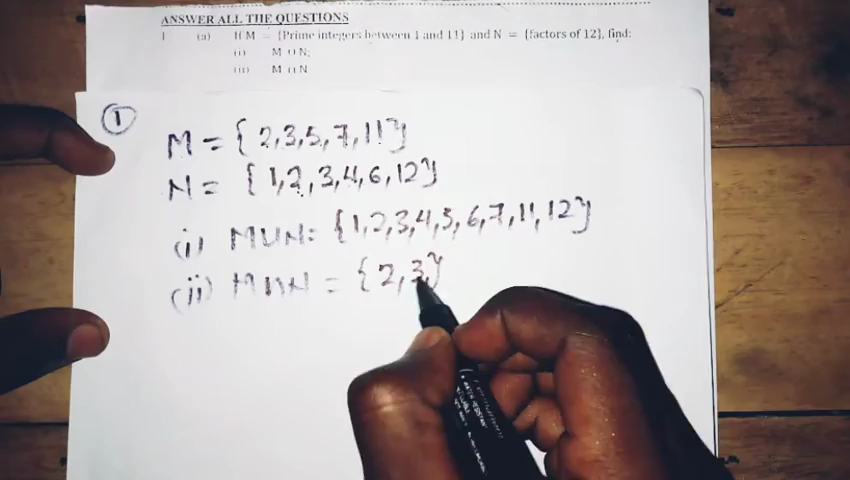 ANSWER ALL THE QUESTIONS
1 (a) If M = {Prime integers between 1 and 11} and N = {factors of 12}, find:
(i) M ∩ N;
(ii) M ∪ N
①
M = {2,3,5,7,11}
N = {1,2,3,4,6,12}
(i) MUN = {1,2,3,4,5,6,7,11,12}
(ii) M∩N = {2,3}